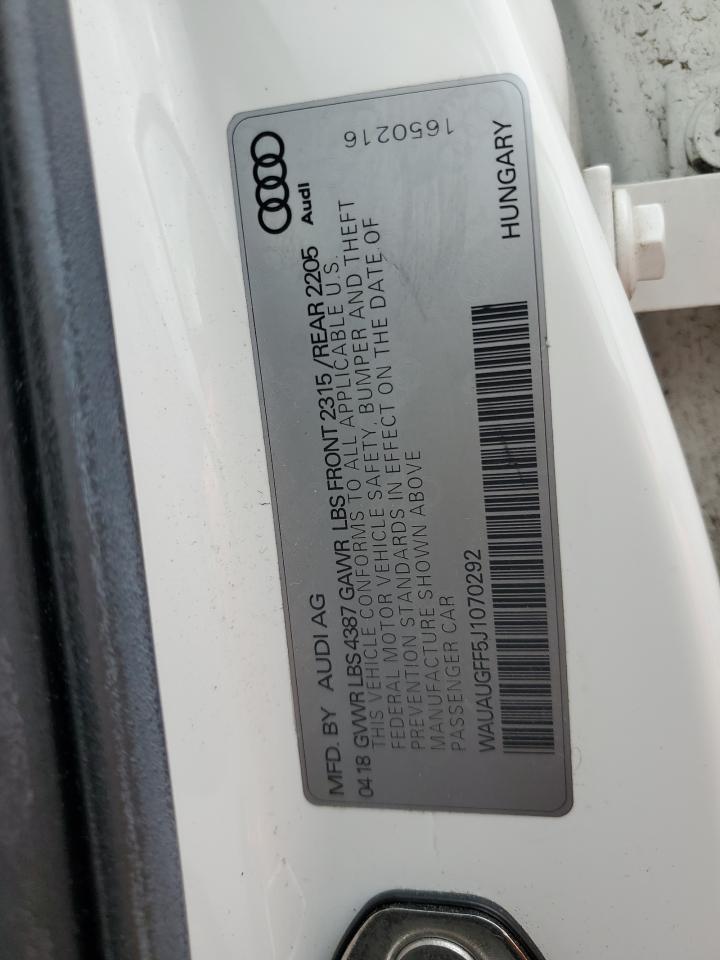 MFD. BY AUDI AG
Audi
04 18 GVWR LBS 4387 GAWR LBS FRONT 2315 /REAR 2205
THIS VEHICLE CONFORMS TO ALL APPLICABLE U.S.
FEDERAL MOTOR VEHICLE SAFETY, BUMPER AND THEFT
PREVENTION STANDARDS IN EFFECT ON THE DATE OF
MANUFACTURE SHOWN ABOVE
PASSENGER CAR
1650216
WAUAUGFF5J1070292
HUNGARY